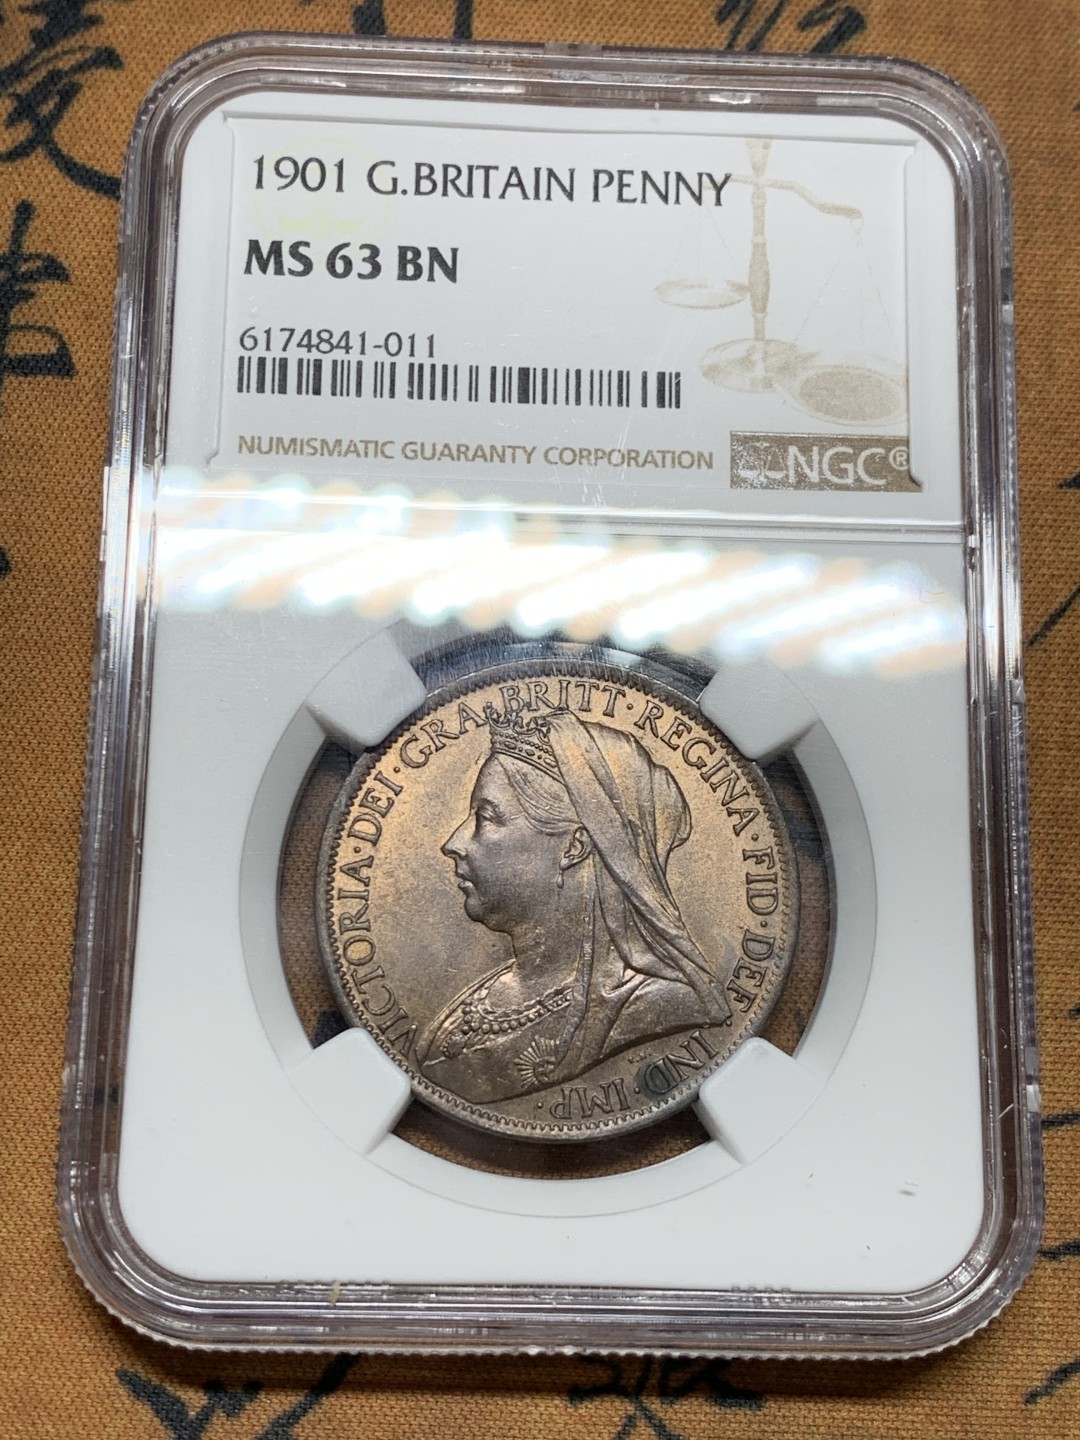 1901 G.BRITAIN PENNY
MS 63 BN
6174841-011
NUMISMATIC GUARANTY CORPORATION NGC®
VICTORIA·DEI·GRA·BRITT·REGINA·FID·DEF·IND·IMP·